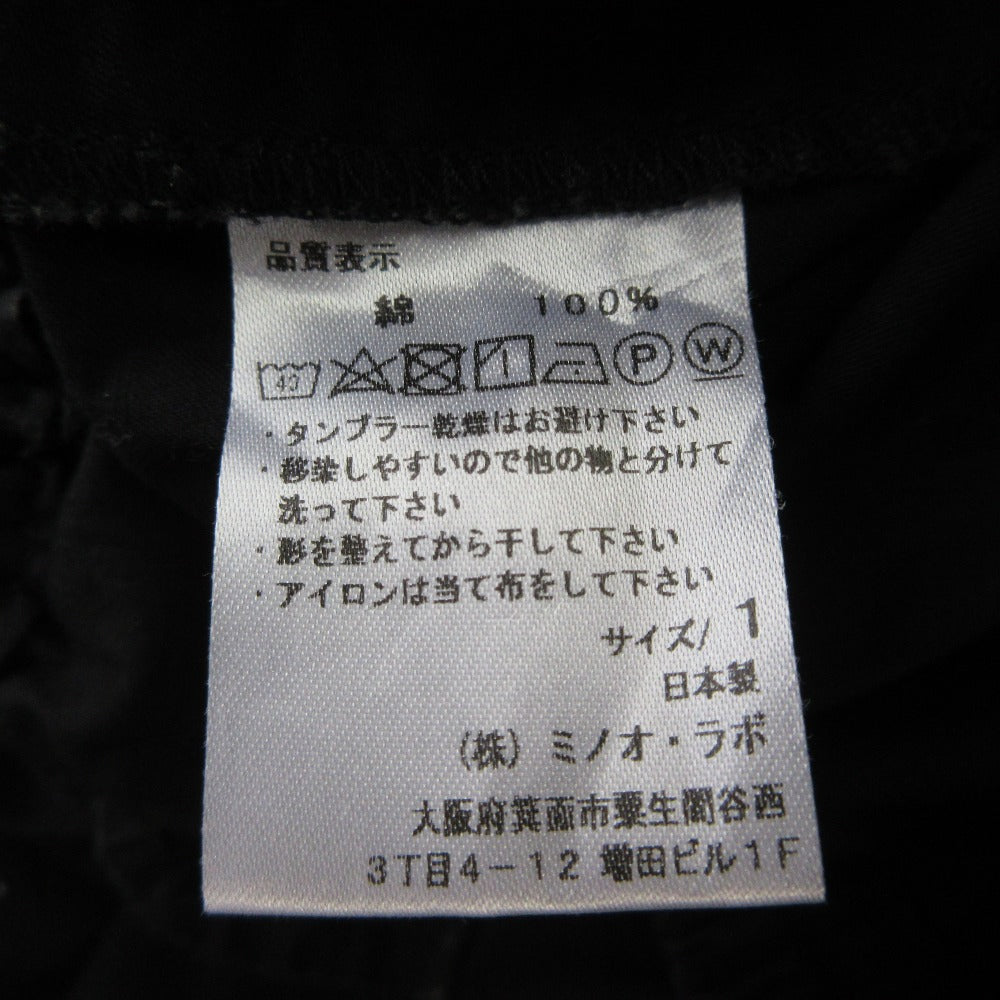 品質表示
綿 100%
40 P W
・タンブラー乾燥はお避け下さい
・移染しやすいので他の物と分けて
洗って下さい
・形を整えてから干して下さい
・アイロンは当て布をして下さい
サイズ/ 1
日本製
(株) ミノオ・ラボ
大阪府箕面市粟生間谷西
3丁目4-12 増田ビル1F